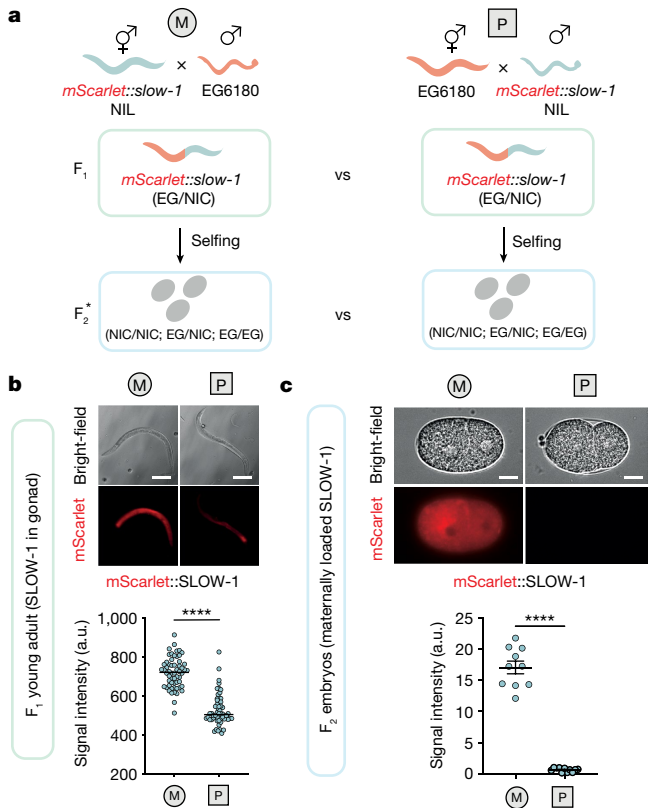 a
M
P
⚥ ♂
⚥ ♂
×
×
mScarlet::slow-1 EG6180
NIL
EG6180 mScarlet::slow-1
NIL
F1
mScarlet::slow-1
(EG/NIC)
vs
mScarlet::slow-1
(EG/NIC)
Selfing
Selfing
F2*
(NIC/NIC; EG/NIC; EG/EG)
vs
(NIC/NIC; EG/NIC; EG/EG)
b
F1 young adult (SLOW-1 in gonad)
M P
Bright-field
mScarlet
mScarlet::SLOW-1
****
Signal intensity (a.u.)
1,000
800
600
400
200
M P
c
F2 embryos (maternally loaded SLOW-1)
M P
Bright-field
mScarlet
mScarlet::SLOW-1
****
Signal intensity (a.u.)
25
20
15
10
5
0
M P